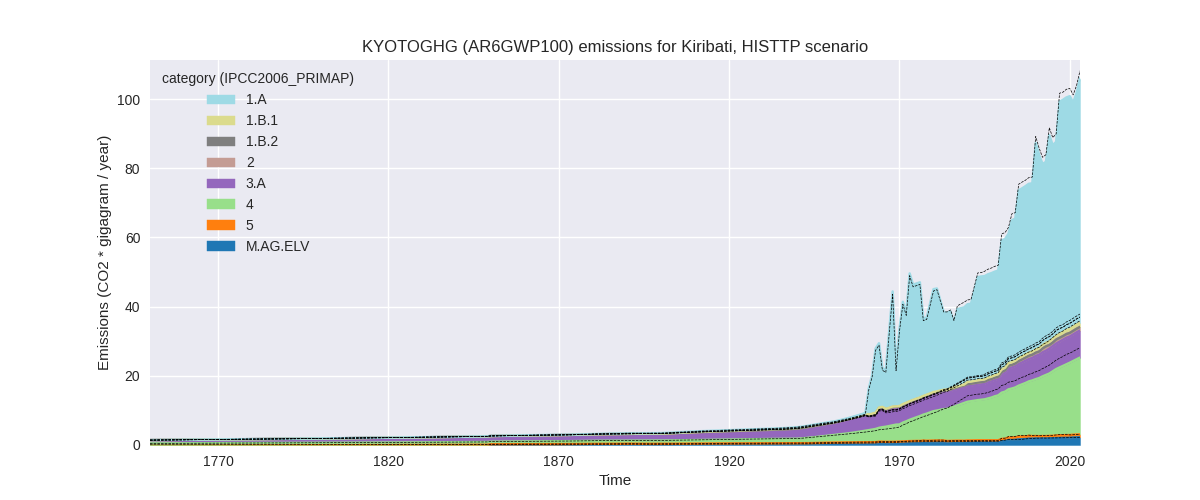 KYOTOGHG (AR6GWP100) emissions for Kiribati, HISTTP scenario
category (IPCC2006_PRIMAP)
1.A
1.B.1
1.B.2
2
3.A
4
5
M.AG.ELV
Emissions (CO2 * gigagram / year)
100
80
60
40
20
0
1770
1820
1870
1920
1970
2020
Time